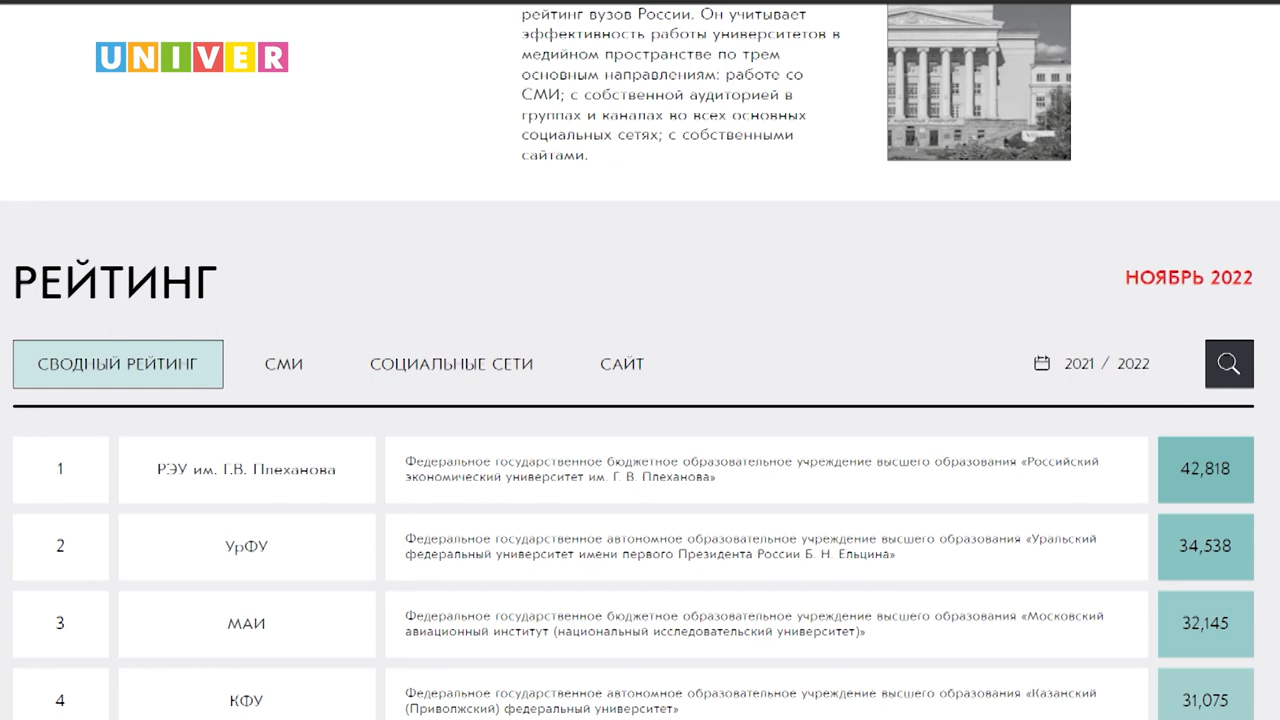 рейтинг вузов России. Он учитывает
эффективность работы университетов в
медийном пространстве по трем
основным направлениям: работе со
СМИ; с собственной аудиторией в
группах и каналах во всех основных
социальных сетях; с собственными
сайтами.
UNIVER
РЕЙТИНГ
НОЯБРЬ 2022
СВОДНЫЙ РЕЙТИНГ СМИ СОЦИАЛЬНЫЕ СЕТИ САЙТ 2021 / 2022
1 РЭУ им. Г.В. Плеханова Федеральное государственное бюджетное образовательное учреждение высшего образования «Российский
экономический университет им. Г. В. Плеханова» 42,818
2 УрФУ Федеральное государственное автономное образовательное учреждение высшего образования «Уральский
федеральный университет имени первого Президента России Б. Н. Ельцина» 34,538
3 МАИ Федеральное государственное бюджетное образовательное учреждение высшего образования «Московский
авиационный институт (национальный исследовательский университет)» 32,145
4 КФУ Федеральное государственное автономное образовательное учреждение высшего образования «Казанский
(Приволжский) федеральный университет» 31,075